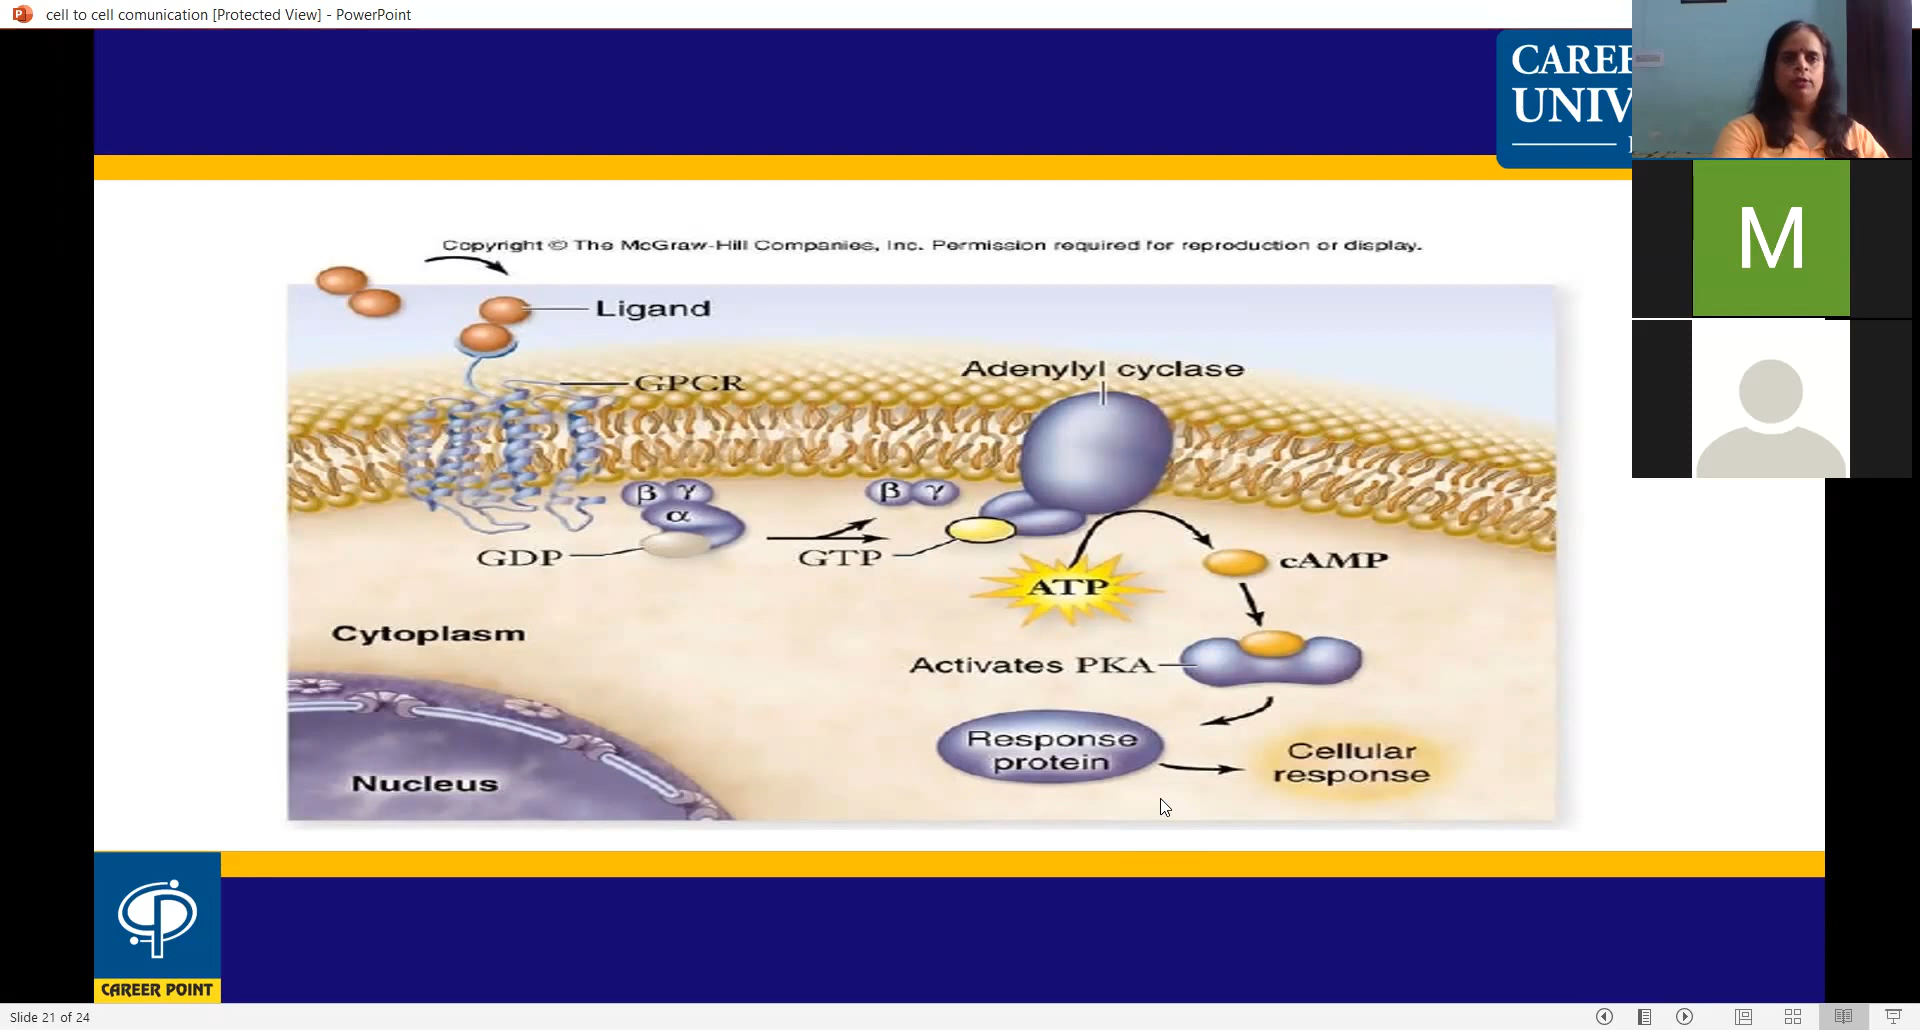 cell to cell comunication [Protected View] - PowerPoint
UNIV
M
Copyright © The McGraw-Hill Companies, Inc. Permission required for reproduction or display.
Ligand
GPCR
Adenylyl cyclase
β γ
α
β γ
GDP
GTP
ATP
cAMP
Cytoplasm
Activates PKA
Response
protein
Cellular
response
Nucleus
CAREER POINT
Slide 21 of 24